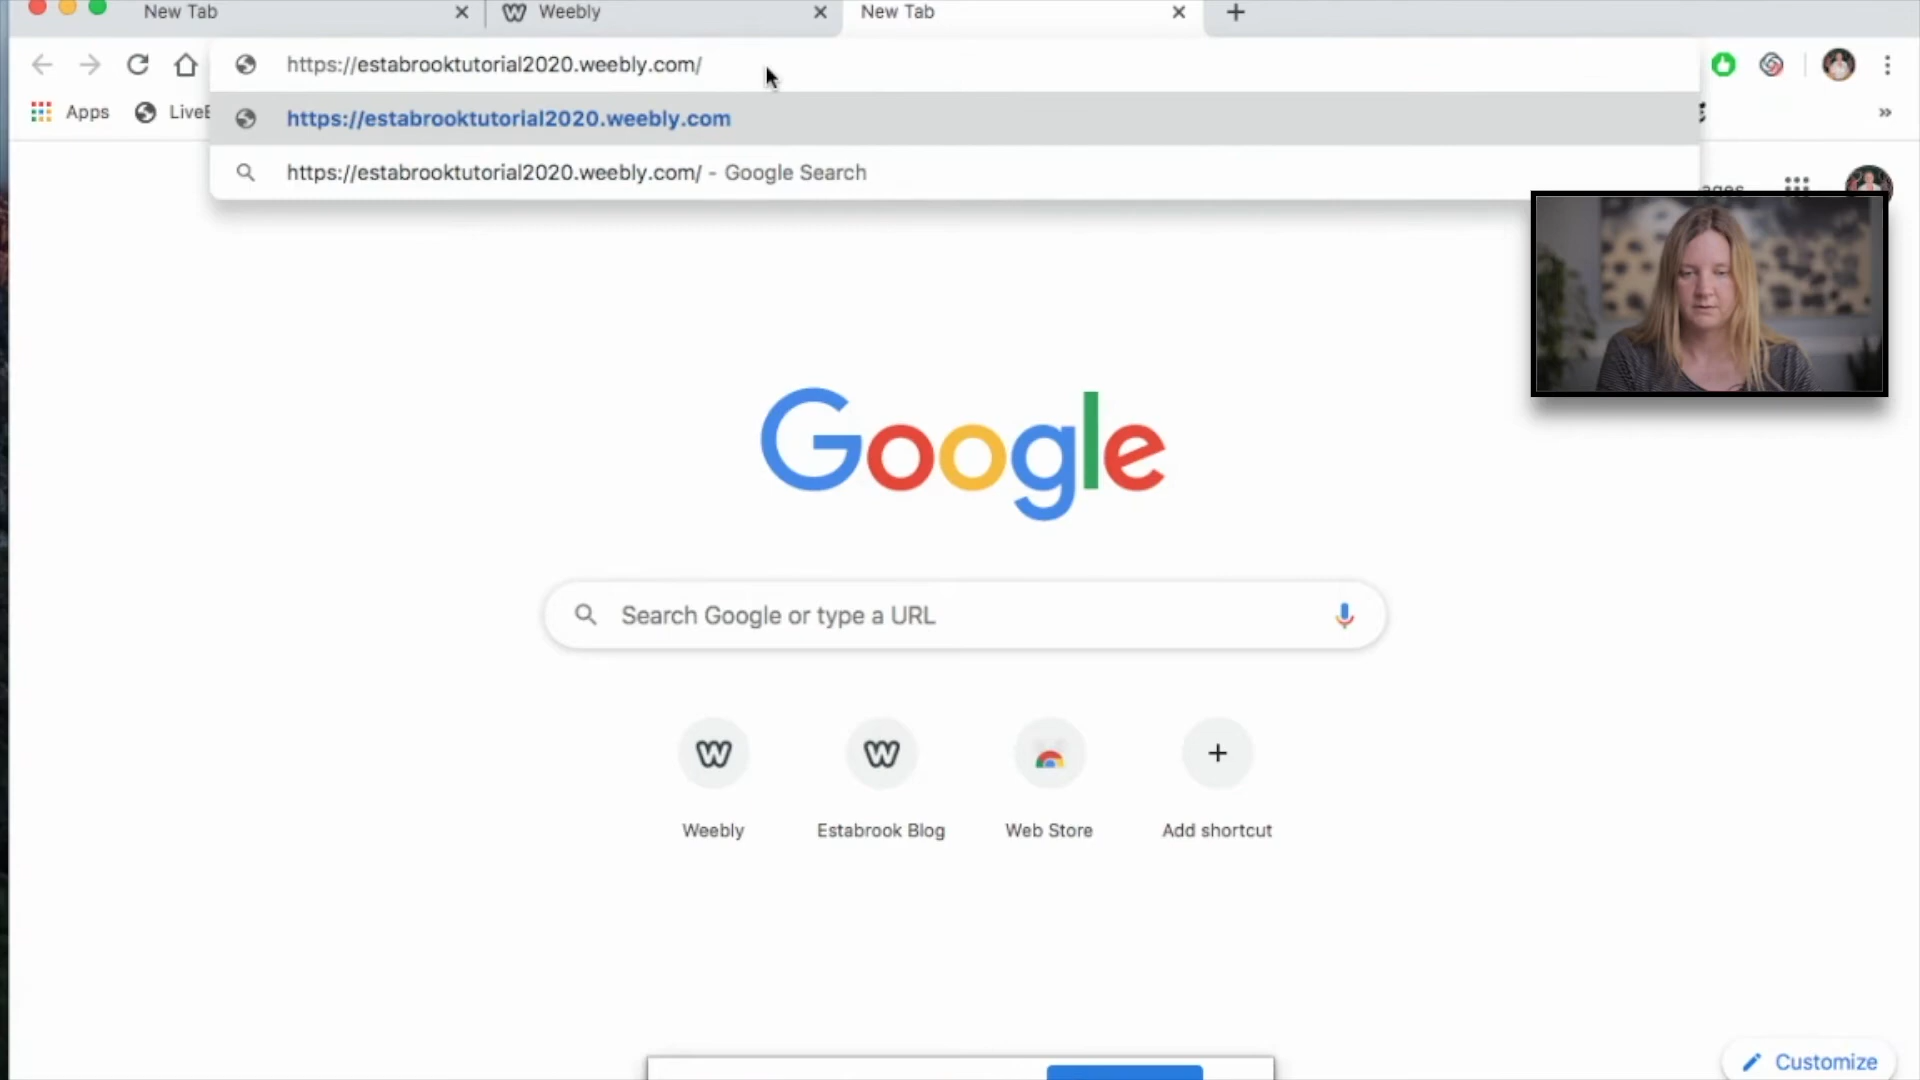 New Tab
Weebly
New Tab
https://estabrooktutorial2020.weebly.com/
Apps
Live
https://estabrooktutorial2020.weebly.com
https://estabrooktutorial2020.weebly.com/ - Google Search
Google
Search Google or type a URL
Weebly
Estabrook Blog
Web Store
Add shortcut
Customize